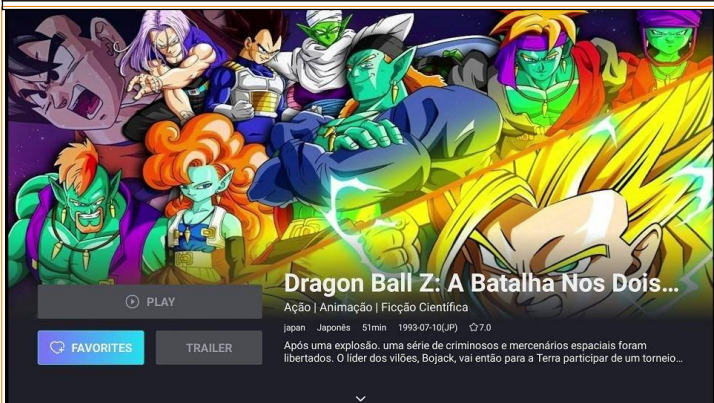 Dragon Ball Z: A Batalha Nos Dois...
Ação | Animação | Ficção Científica
japan Japonês 51min 1993-07-10(JP) 7.0
Após uma explosão. uma série de criminosos e mercenários espaciais foram
libertados. O líder dos vilões, Bojack, vai então para a Terra participar de um torneio...
PLAY
FAVORITES
TRAILER